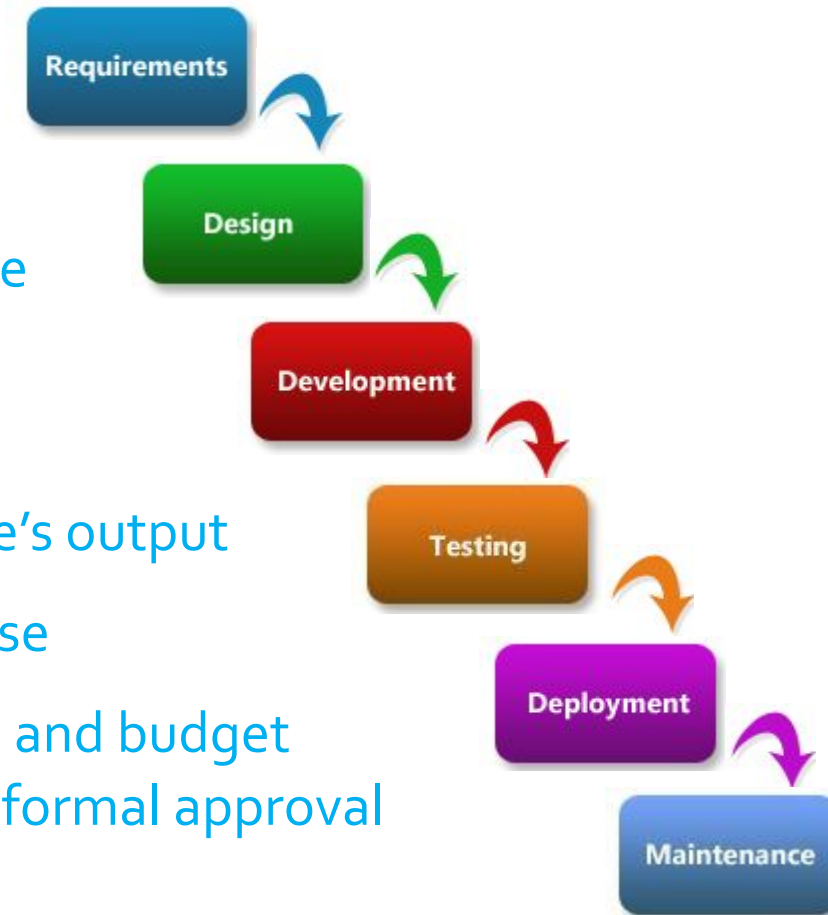 Requirements
Design
e
Development
e's output
Testing
se
Deployment
and budget
formal approval
Maintenance